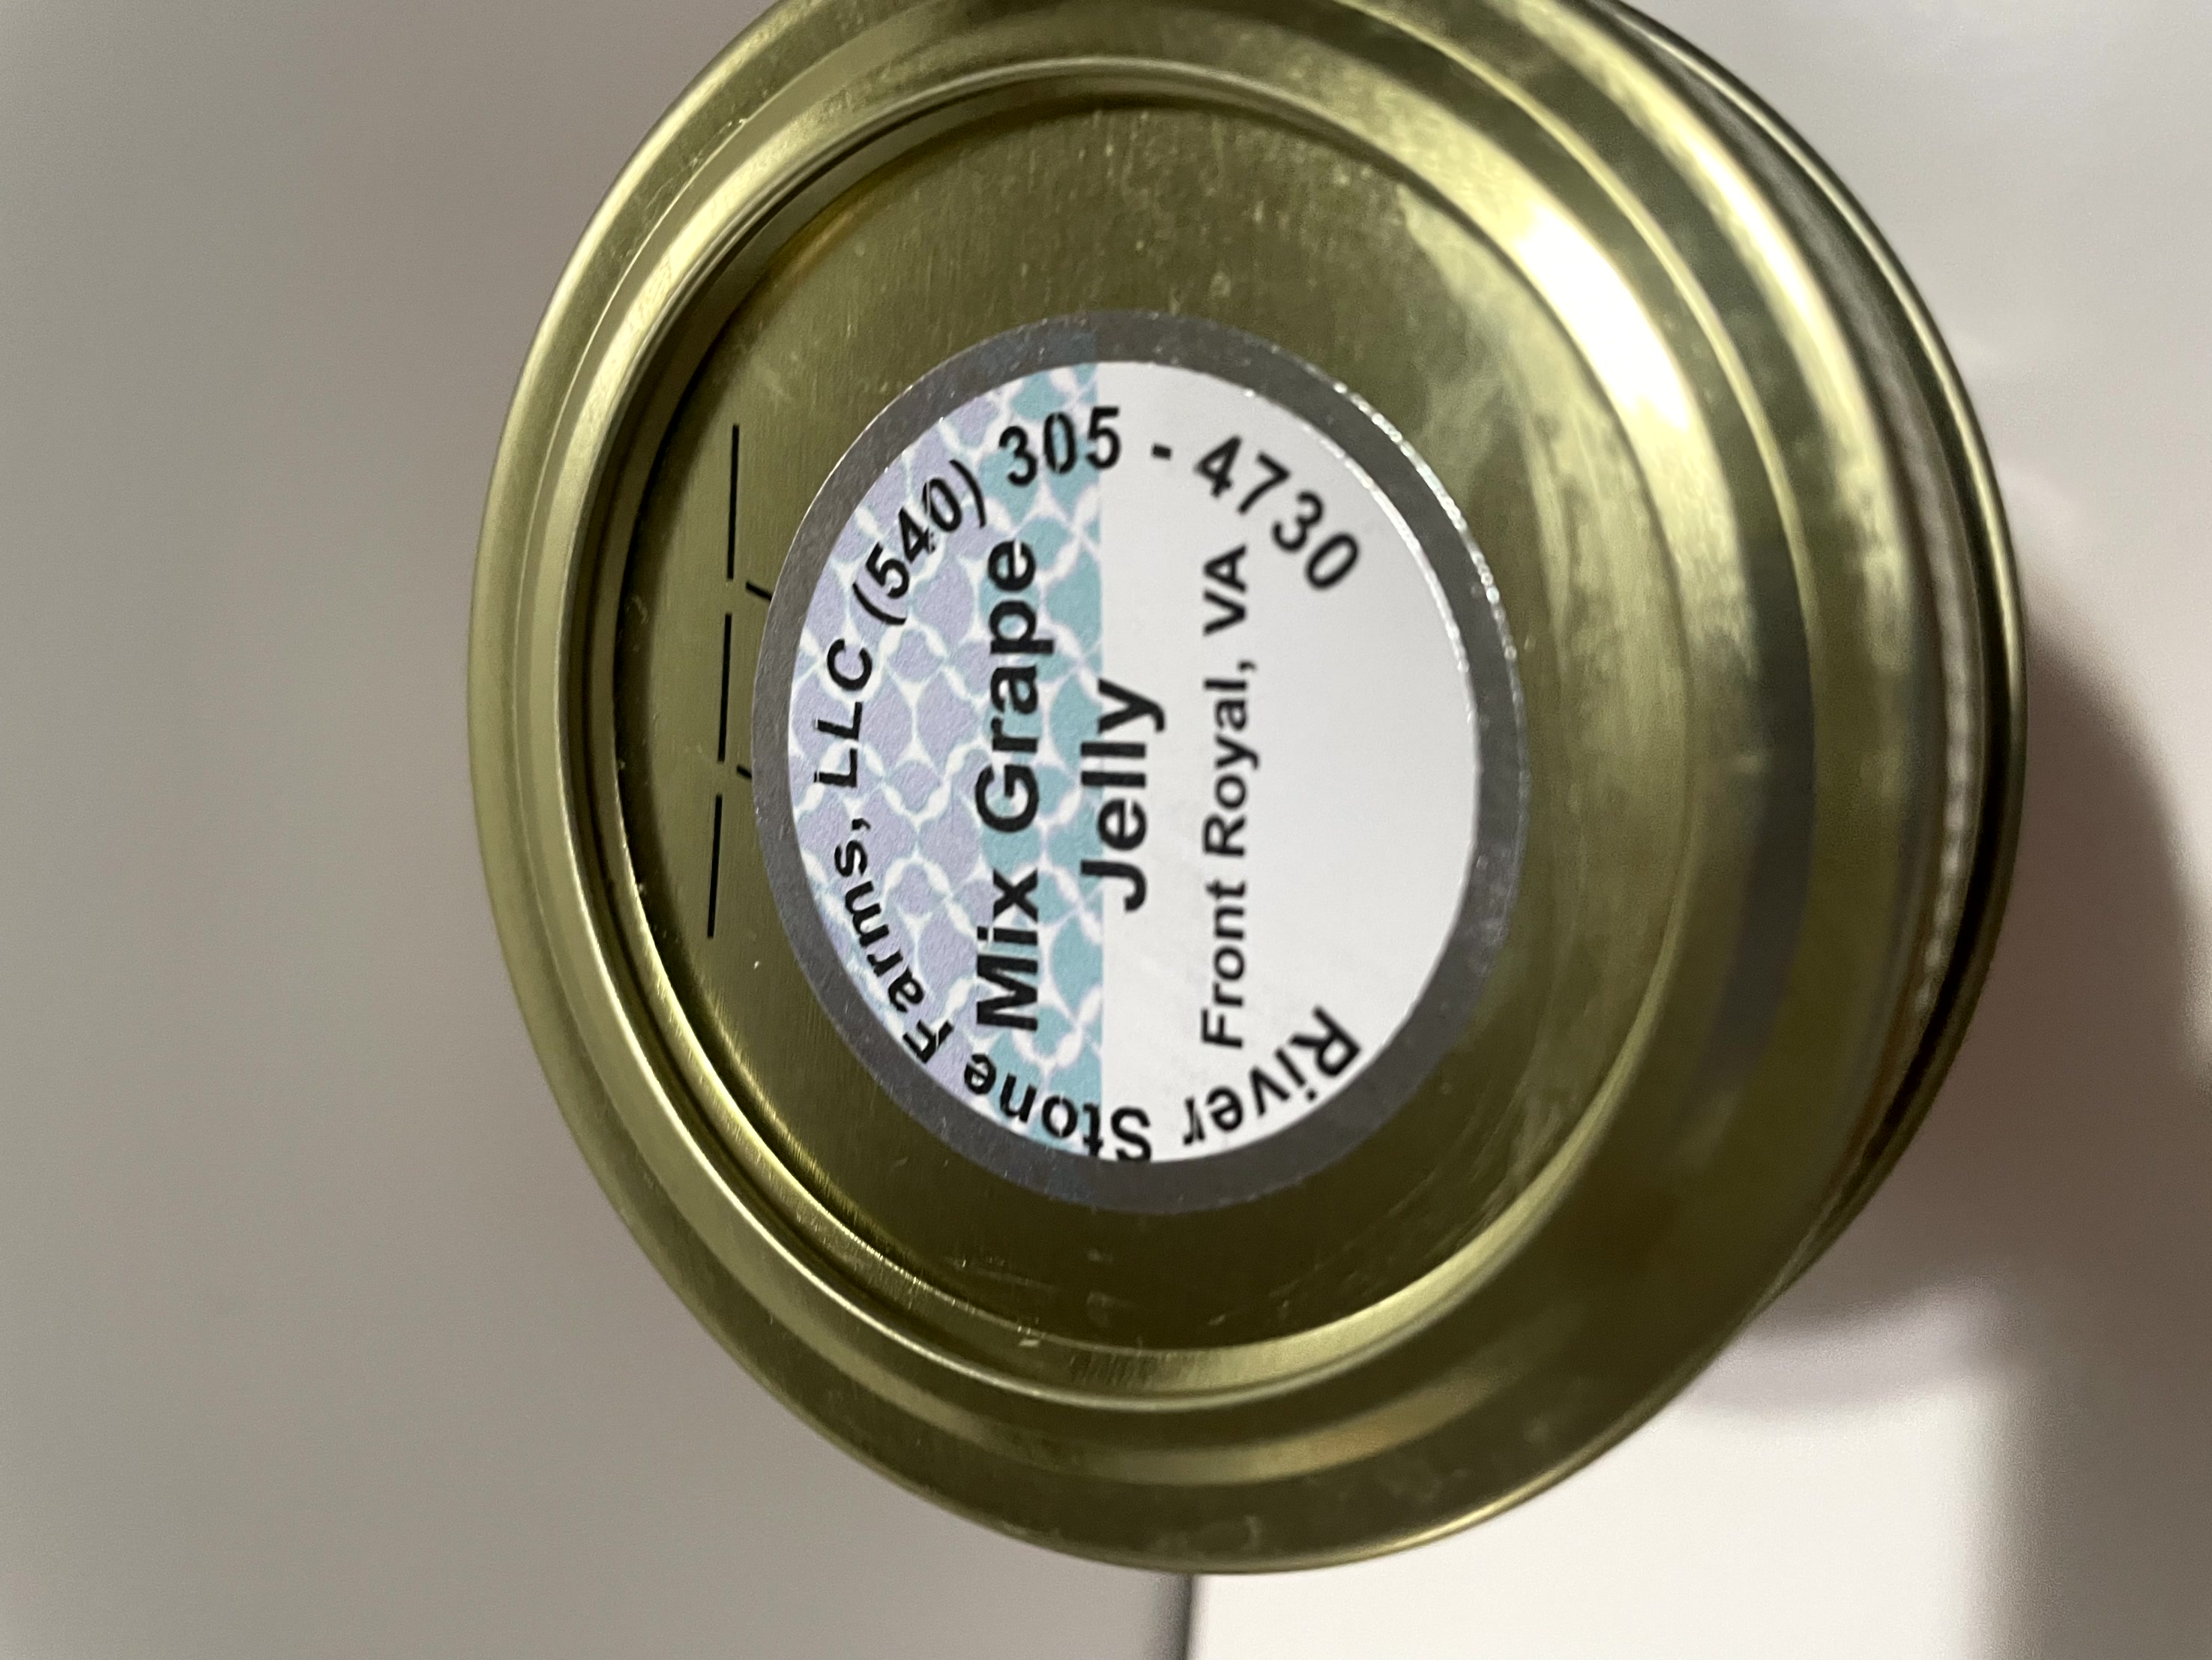 River Stone Farms, LLC (540) 305 - 4730
Mix Grape
Jelly
Front Royal, VA